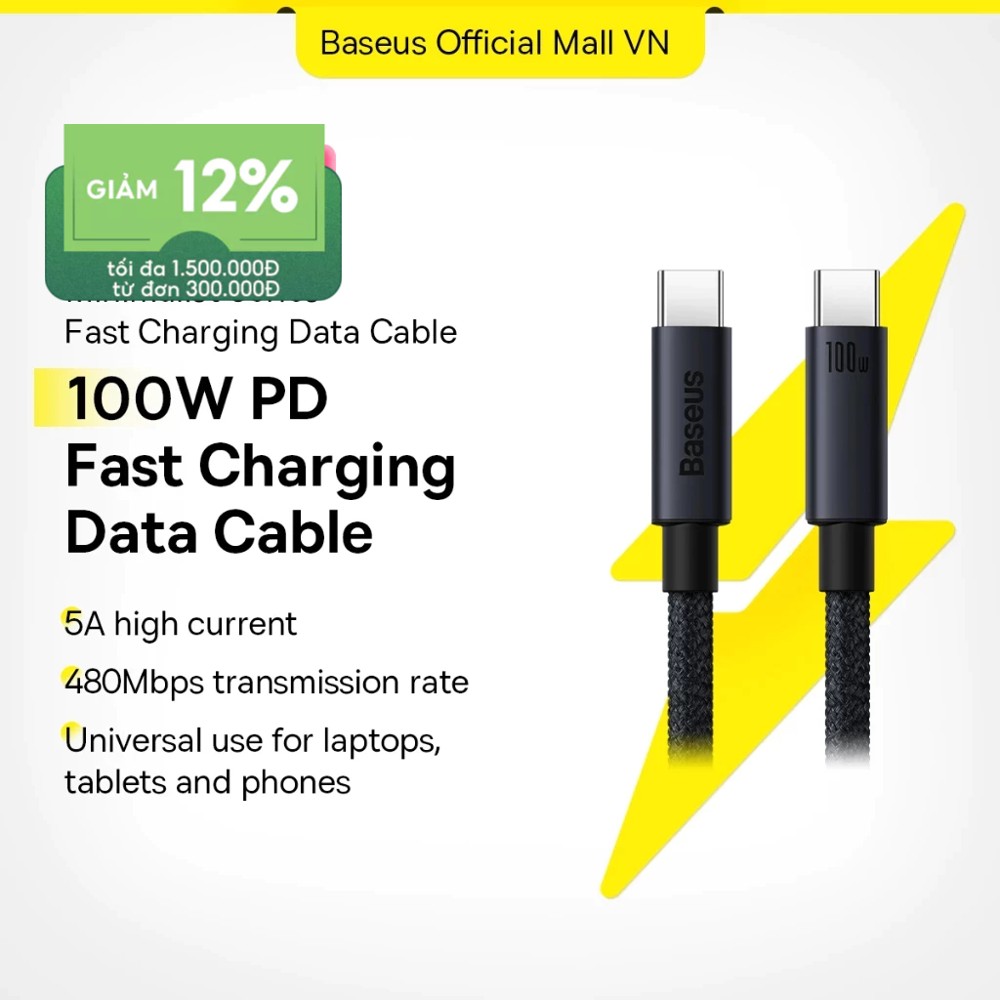 Baseus Official Mall VN
GIẢM 12%
tối đa 1.500.000Đ
từ đơn 300.000Đ
Fast Charging Data Cable
100W PD
Fast Charging
Data Cable
5A high current
480Mbps transmission rate
Universal use for laptops,
tablets and phones
Baseus
100w